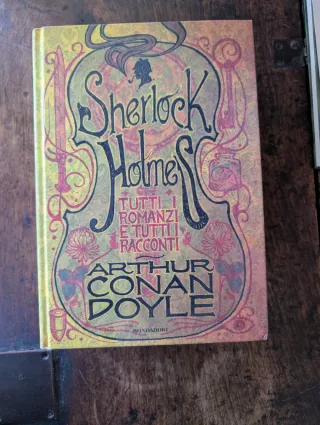 Sherlock
Holmes
TUTTI I
ROMANZI
E TUTTI I
RACCONTI
ARTHUR
CONAN
DOYLE
MONDADORI